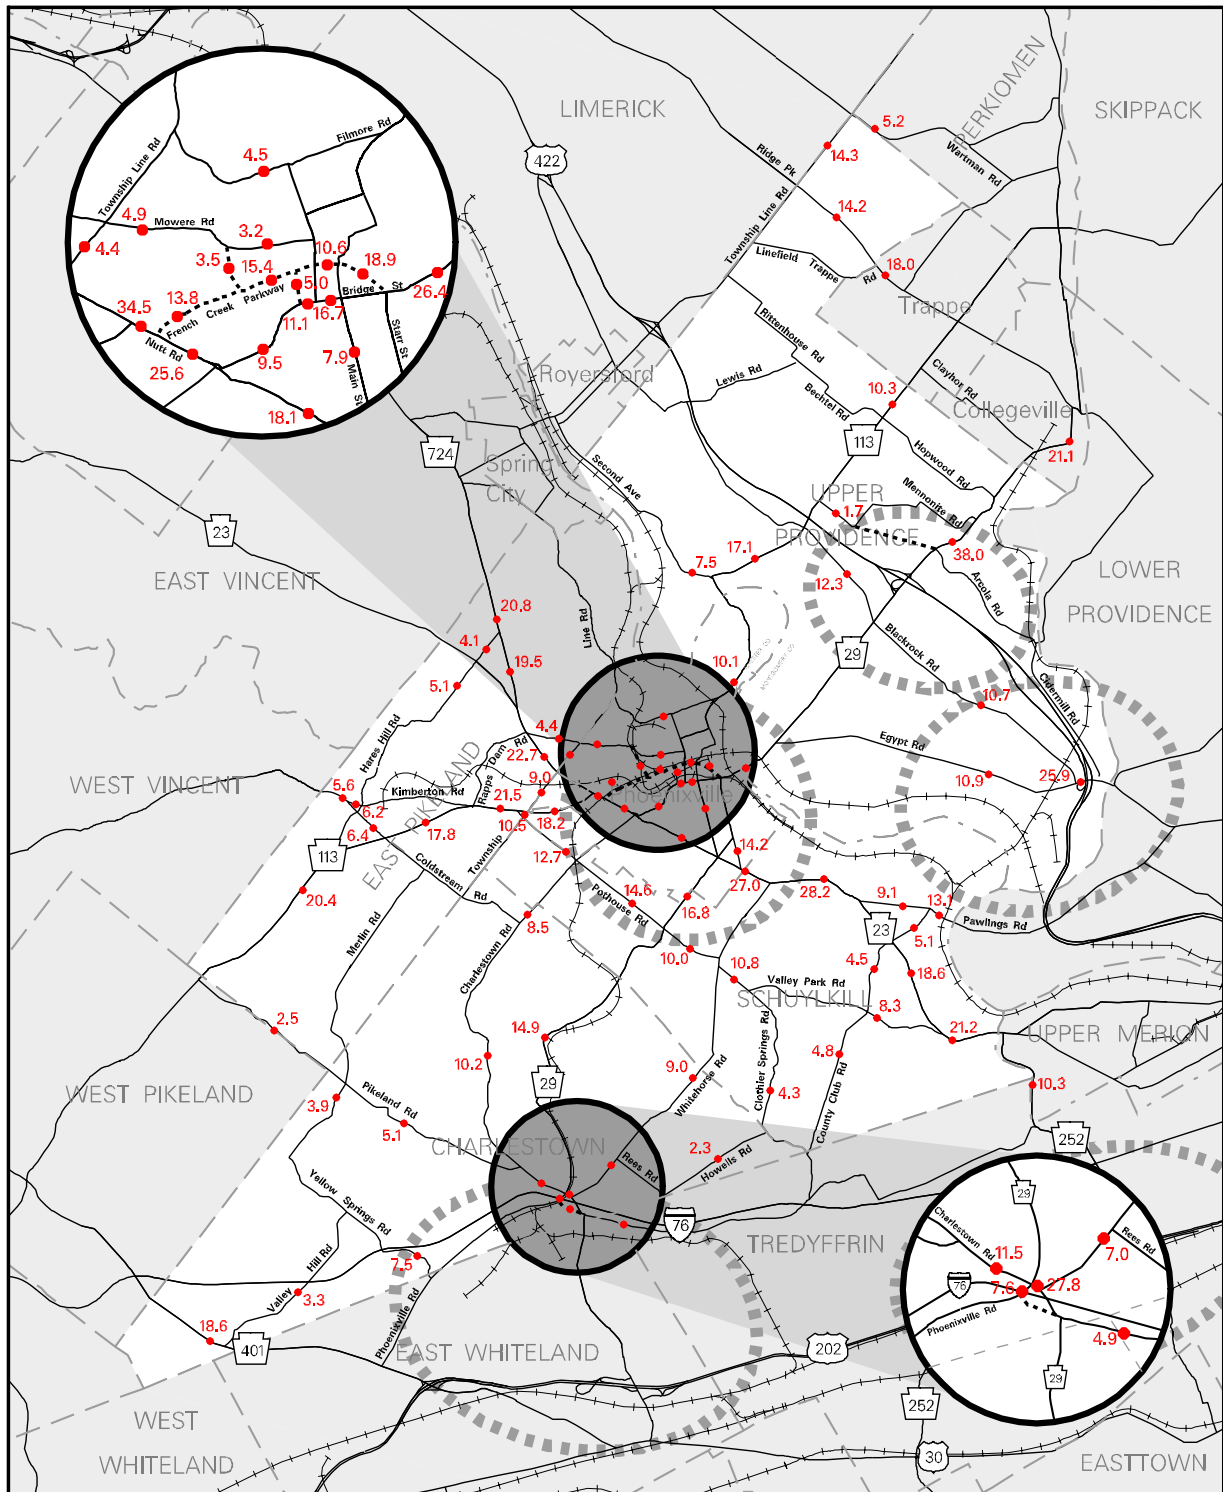 LIMERICK
PERKIOMEN
SKIPPACK
422
5.2
14.3
Wartman Rd
Ridge Pk
Township Line Rd
14.2
Linefield Trappe Rd
18.0
Trappe
Filmore Rd
4.5
Township Line Rd
4.9
Mowere Rd
3.2
4.4
3.5
15.4
10.6
18.9
5.0
Bridge St
26.4
13.8
French Creek Parkway
34.5
11.1
16.7
Nutt Rd
25.6
9.5
7.9
Main St
Starr St
18.1
Rittenhouse Rd
Royersford
Lewis Rd
Bechtel Rd
10.3
Clayhor Rd
Collegeville
113
21.1
724
Spring
City
Second Ave
Hopwood Rd
Mennonite Rd
UPPER
PROVIDENCE
1.7
38.0
23
EAST VINCENT
7.5
17.1
12.3
Arcola Rd
LOWER
PROVIDENCE
Line Rd
20.8
4.1
19.5
5.1
10.1
29
Blackrock Rd
10.7
Cidermill Rd
WEST VINCENT
Hares Hill Rd
EAST PIKELAND
Rapps Dam Rd
4.4
22.7
9.0
Egypt Rd
10.9
25.9
5.6
6.2
Kimberton Rd
21.5
10.5
18.2
Phoenixville
6.4
17.8
Township
113
Coldstream Rd
12.7
14.2
27.0
28.2
20.4
Merlin Rd
Charlestown Rd
8.5
Pothouse Rd
14.6
16.8
9.1
13.1
23
5.1
Pawlings Rd
10.0
10.8
4.5
18.6
Valley Park Rd
SCHUYLKILL
8.3
21.2
UPPER MERION
2.5
14.9
10.2
29
9.0
Whitehorse Rd
Clothier Springs Rd
4.8
4.3
County Club Rd
10.3
WEST PIKELAND
3.9
Pikeland Rd
5.1
CHARLESTOWN
2.3
Howells Rd
Rees Rd
252
Yellow Springs Rd
7.5
76
TREDYFFRIN
29
Charlestown Rd
11.5
Rees Rd
7.0
76
7.6
27.8
Phoenixville Rd
4.9
29
Valley Hill Rd
3.3
Phoenixville Rd
18.6
401
EAST WHITELAND
202
252
30
WEST
WHITELAND
EASTTOWN